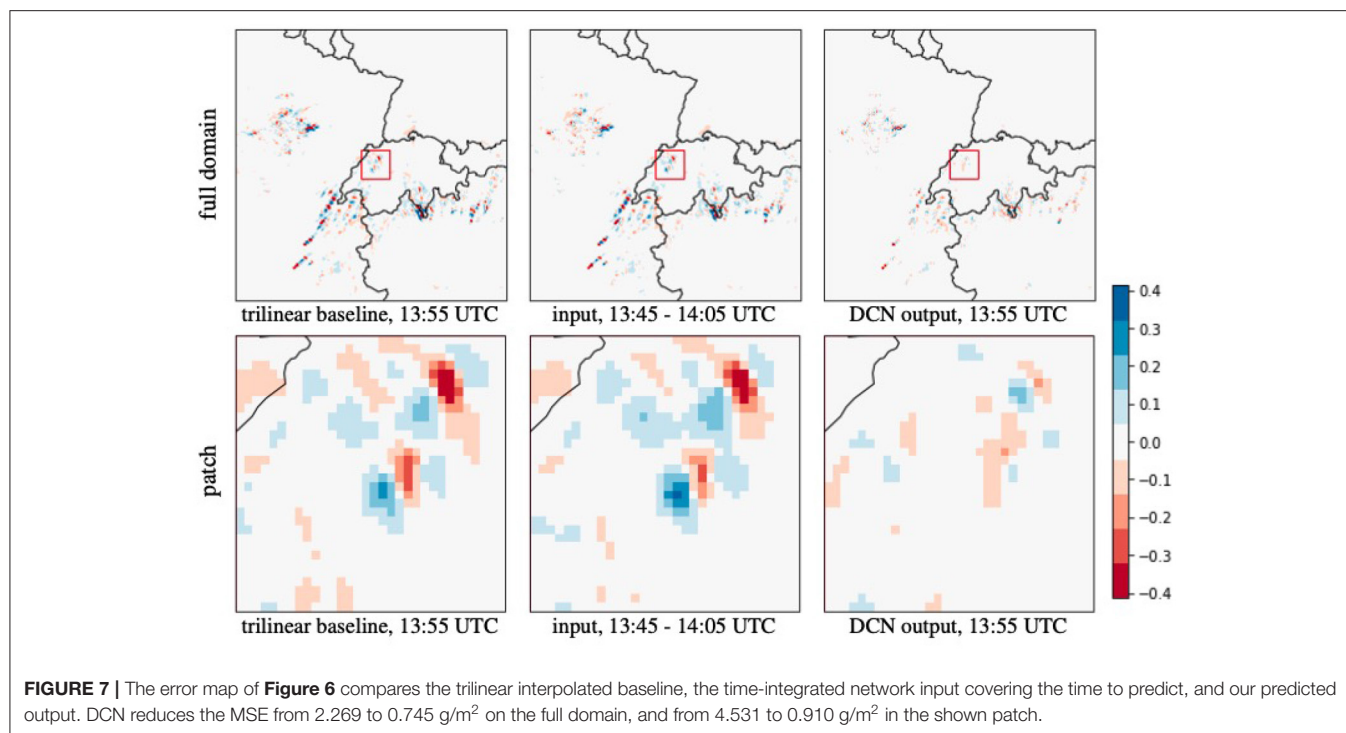 full domain
trilinear baseline, 13:55 UTC
input, 13:45 - 14:05 UTC
DCN output, 13:55 UTC
patch
0.4
0.3
0.2
0.1
0.0
−0.1
−0.2
−0.3
−0.4
trilinear baseline, 13:55 UTC
input, 13:45 - 14:05 UTC
DCN output, 13:55 UTC
FIGURE 7 | The error map of Figure 6 compares the trilinear interpolated baseline, the time-integrated network input covering the time to predict, and our predicted
output. DCN reduces the MSE from 2.269 to 0.745 g/m² on the full domain, and from 4.531 to 0.910 g/m² in the shown patch.